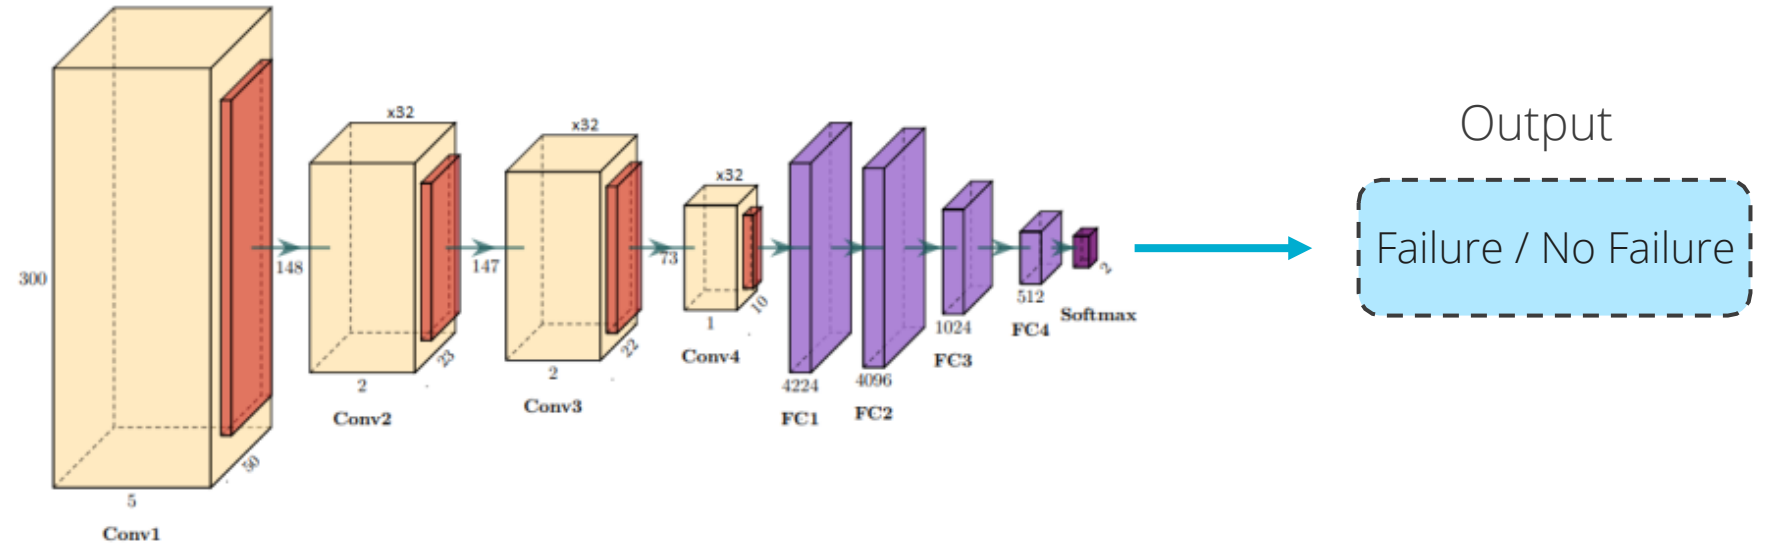 300
5
50
Conv1
148
x32
2
23
Conv2
147
x32
2
22
Conv3
73
x32
1
10
Conv4
4224
FC1
4096
FC2
1024
FC3
512
FC4
2
Softmax
Output
Failure / No Failure